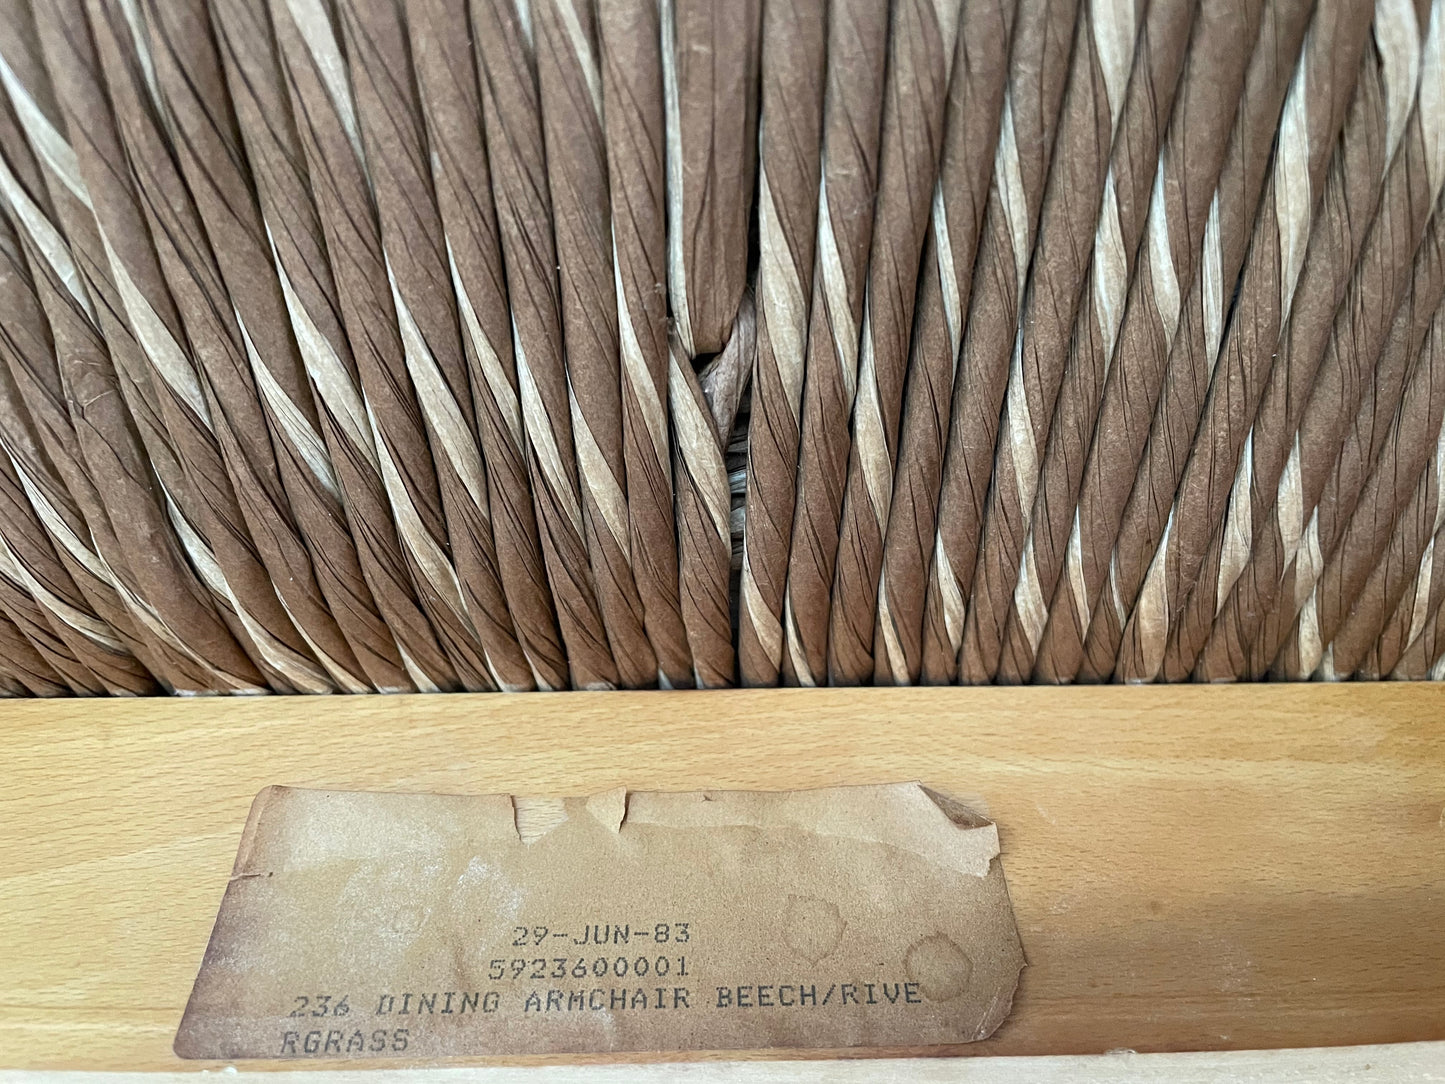 29-JUN-83
5923600001
236 DINING ARMCHAIR BEECH/RIVE
RGRASS